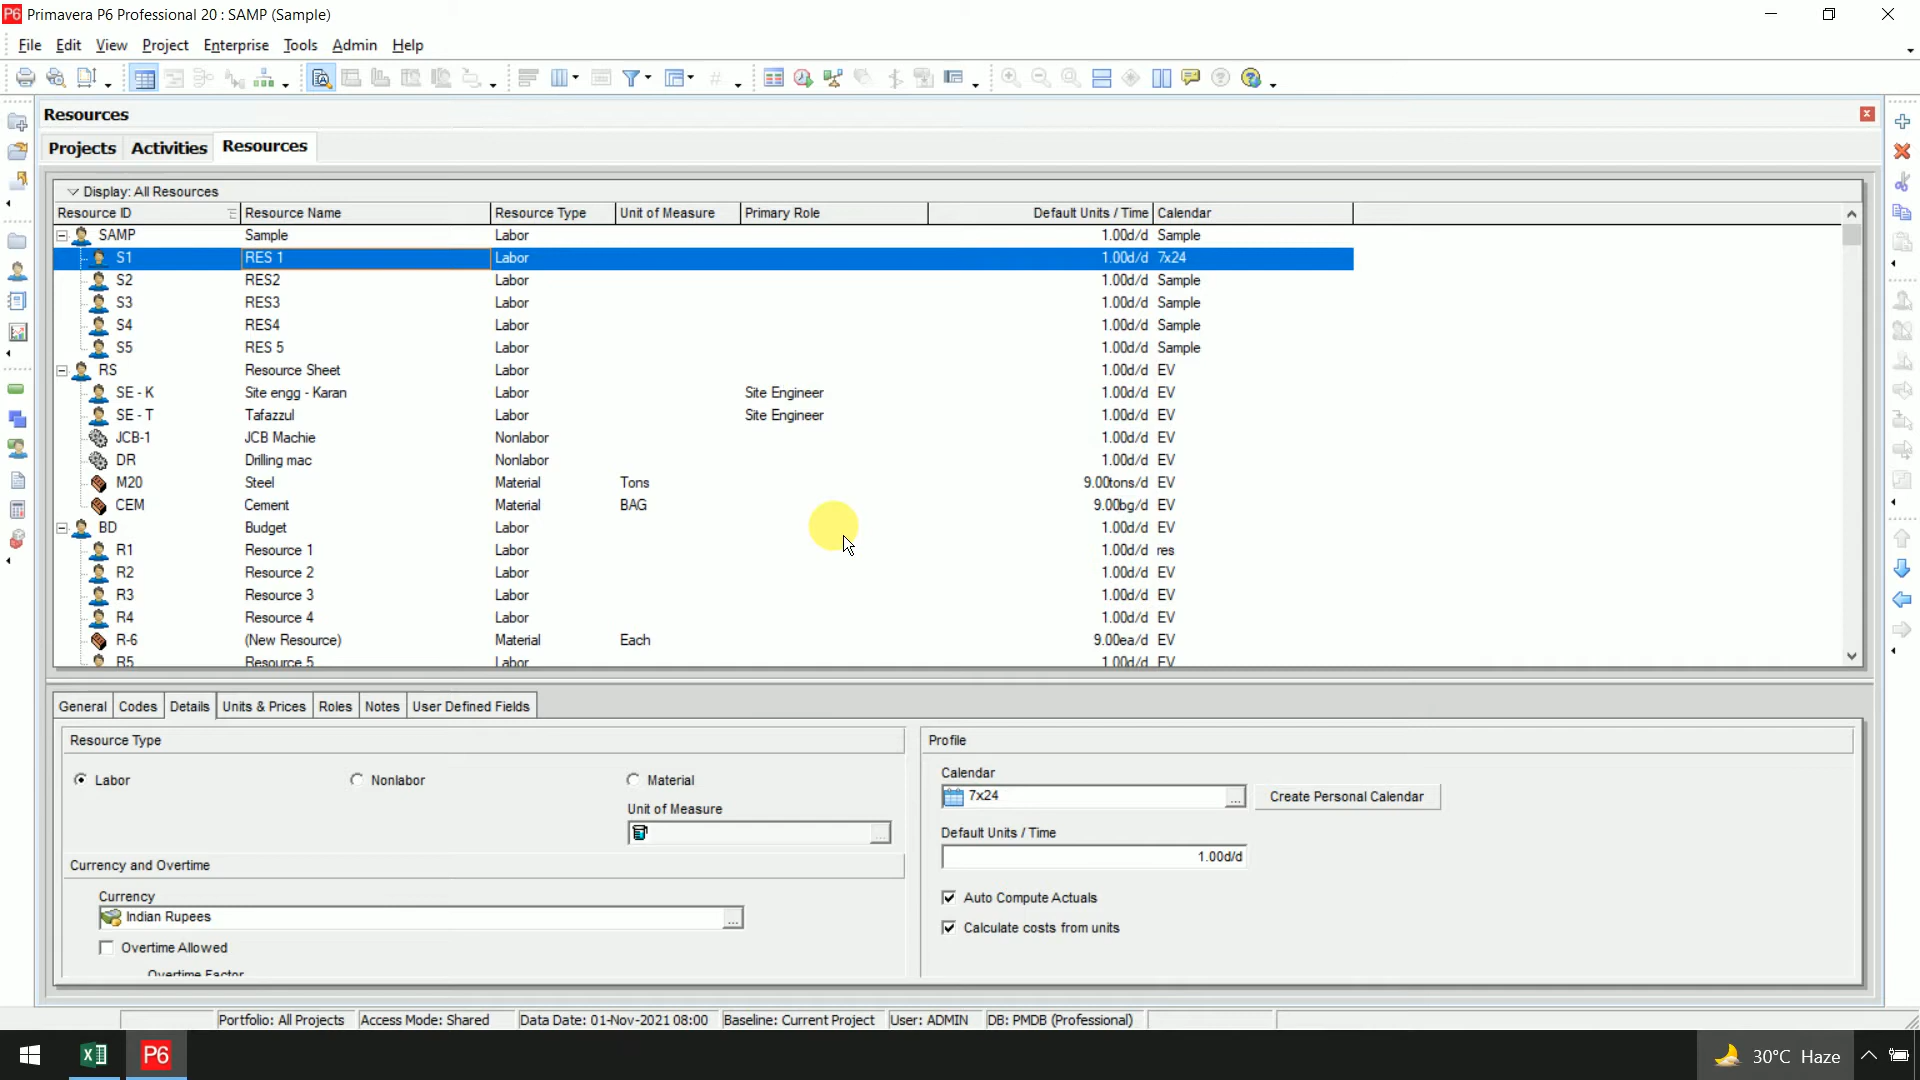 P6 Primavera P6 Professional 20 : SAMP (Sample)
File Edit View Project Enterprise Tools Admin Help
Resources
Projects Activities Resources
Display: All Resources
Resource ID Resource Name Resource Type Unit of Measure Primary Role Default Units / Time Calendar
SAMP Sample Labor 1.00d/d Sample
S1 RES 1 Labor 1.00d/d 7x24
S2 RES2 Labor 1.00d/d Sample
S3 RES3 Labor 1.00d/d Sample
S4 RES4 Labor 1.00d/d Sample
S5 RES 5 Labor 1.00d/d Sample
RS Resource Sheet Labor 1.00d/d EV
SE - K Site engg - Karan Labor Site Engineer 1.00d/d EV
SE - T Tafazzul Labor Site Engineer 1.00d/d EV
JCB-1 JCB Machie Nonlabor 1.00d/d EV
DR Drilling mac Nonlabor 1.00d/d EV
M20 Steel Material Tons 9.00tons/d EV
CEM Cement Material BAG 9.00bg/d EV
BD Budget Labor 1.00d/d EV
R1 Resource 1 Labor 1.00d/d res
R2 Resource 2 Labor 1.00d/d EV
R3 Resource 3 Labor 1.00d/d EV
R4 Resource 4 Labor 1.00d/d EV
R-6 (New Resource) Material Each 9.00ea/d EV
R5 Resource 5 Labor 1.00d/d EV
General Codes Details Units & Prices Roles Notes User Defined Fields
Resource Type
Labor Nonlabor Material
Unit of Measure
Currency and Overtime
Currency
Indian Rupees
Overtime Allowed
Overtime Factor
Profile
Calendar
7x24 ... Create Personal Calendar
Default Units / Time
1.00d/d
Auto Compute Actuals
Calculate costs from units
Portfolio: All Projects Access Mode: Shared Data Date: 01-Nov-2021 08:00 Baseline: Current Project User: ADMIN DB: PMDB (Professional)
P6 30°C Haze